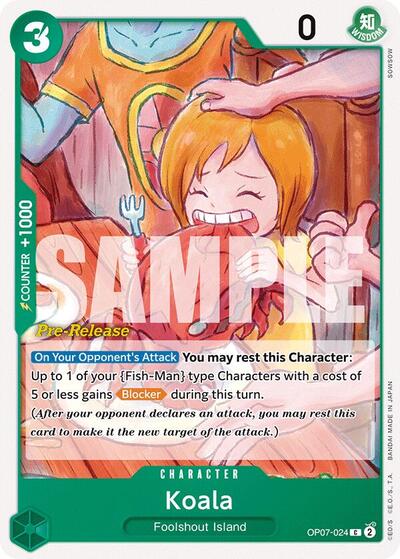 3
0
知
WISDOM
SOWSOW
COUNTER +1000
SAMPLE
Pre-Release
On Your Opponent's Attack You may rest this Character:
Up to 1 of your {Fish-Man} type Characters with a cost of
5 or less gains Blocker during this turn.
(After your opponent declares an attack, you may rest this
card to make it the new target of the attack.)
©E.O./S., T.A. BANDAI MADE IN JAPAN
CHARACTER
Koala
Foolshout Island
OP07-024 C 2